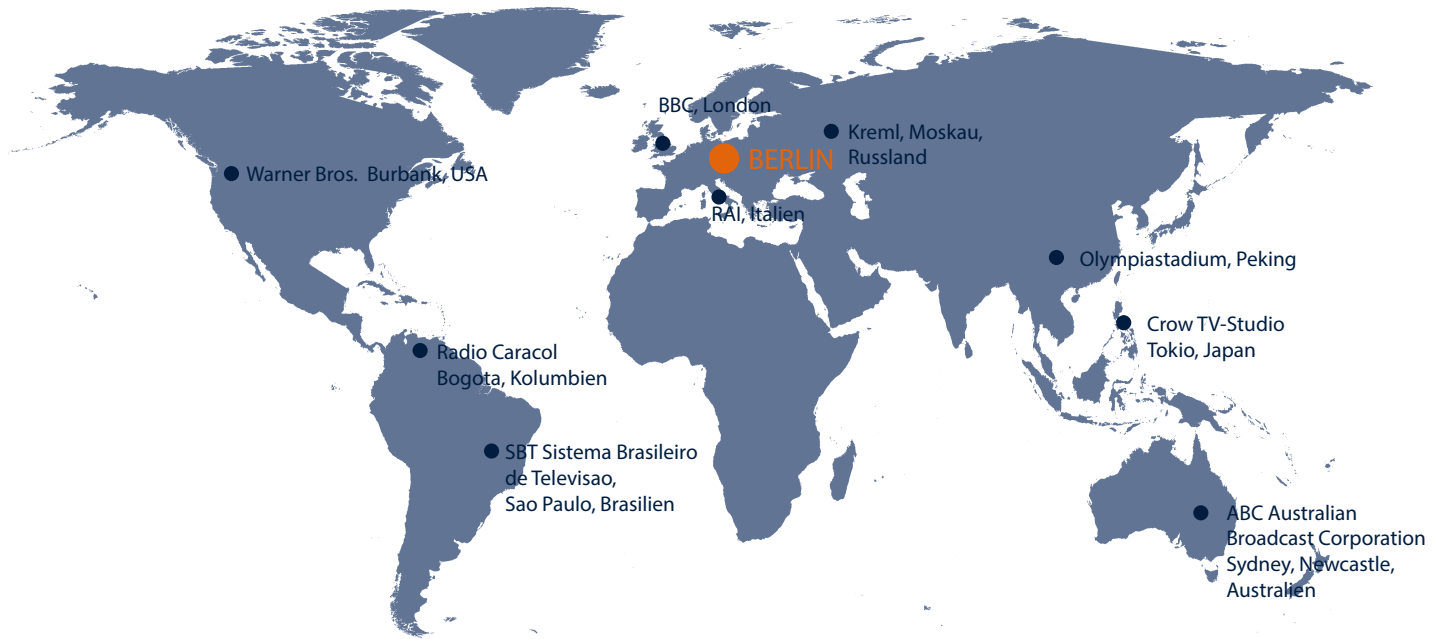 BBC, London
Kreml, Moskau,
Russland
BERLIN
Warner Bros.  Burbank, USA
RAI, Italien
Olympiastadium, Peking
Crow TV-Studio
Tokio, Japan
Radio Caracol
Bogota, Kolumbien
SBT Sistema Brasileiro
de Televisao,
Sao Paulo, Brasilien
ABC Australian
Broadcast Corporation
Sydney, Newcastle,
Australien